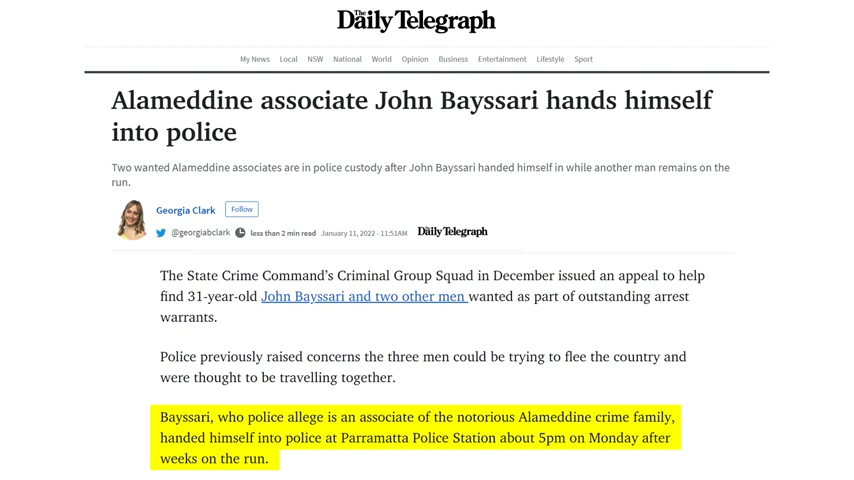 The Daily Telegraph
My News Local NSW National World Opinion Business Entertainment Lifestyle Sport
Alameddine associate John Bayssari hands himself
into police
Two wanted Alameddine associates are in police custody after John Bayssari handed himself in while another man remains on the
run.
Georgia Clark Follow
@georgiabclark less than 2 min read January 11, 2022 - 11:51AM The Daily Telegraph
The State Crime Command’s Criminal Group Squad in December issued an appeal to help
find 31-year-old John Bayssari and two other men wanted as part of outstanding arrest
warrants.
Police previously raised concerns the three men could be trying to flee the country and
were thought to be travelling together.
Bayssari, who police allege is an associate of the notorious Alameddine crime family,
handed himself into police at Parramatta Police Station about 5pm on Monday after
weeks on the run.